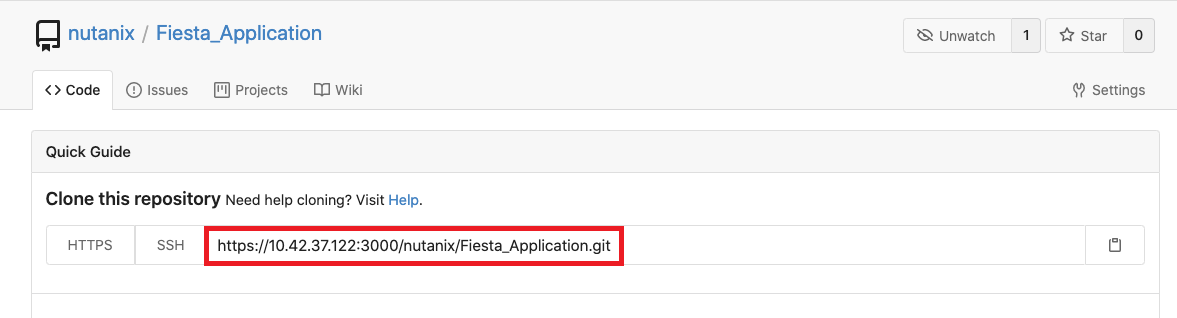 nutanix / Fiesta_Application
Unwatch 1 Star 0
Code Issues Projects Wiki Settings
Quick Guide
Clone this repository Need help cloning? Visit Help.
HTTPS SSH https://10.42.37.122:3000/nutanix/Fiesta_Application.git